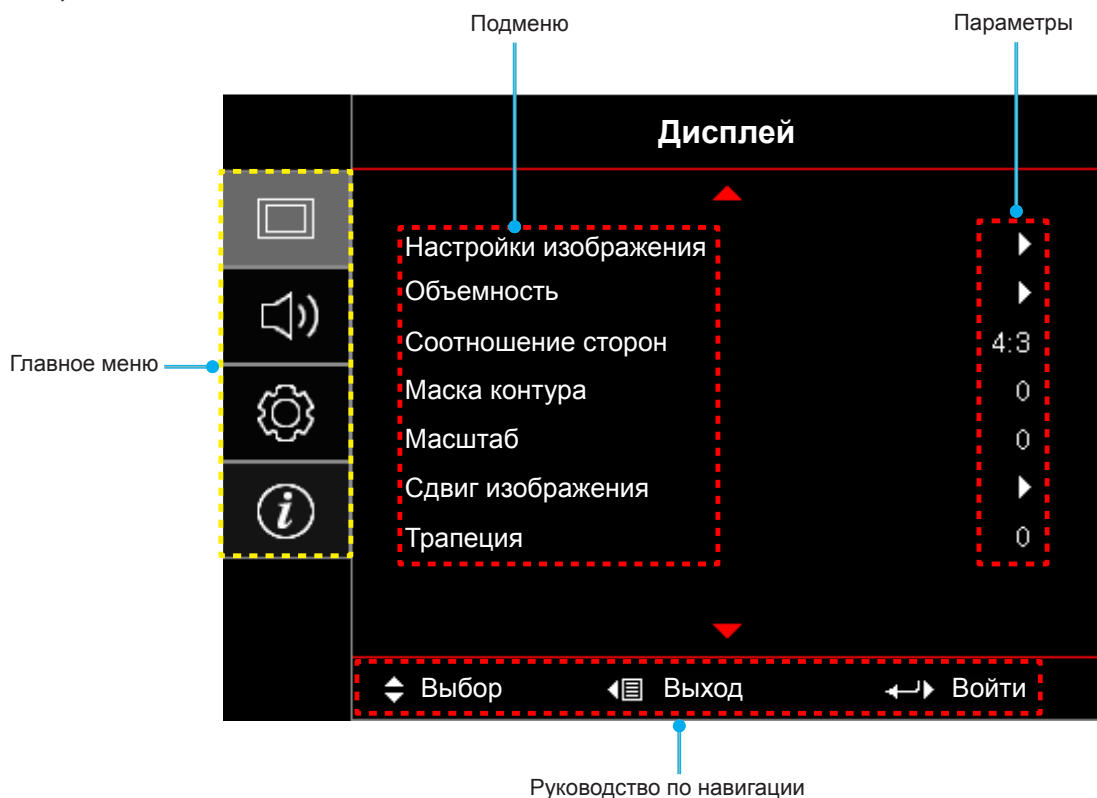 Подменю
Параметры
Дисплей
Настройки изображения
Объемность
Соотношение сторон 4:3
Маска контура 0
Масштаб 0
Сдвиг изображения
Трапеция 0
Главное меню
Выбор Выход Войти
Руководство по навигации